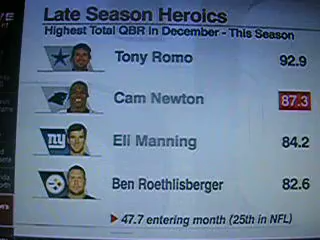 Late Season Heroics
Highest Total QBR in December - This Season
Tony Romo 92.9
Cam Newton 87.3
NY Eli Manning 84.2
Ben Roethlisberger 82.6
47.7 entering month (25th in NFL)